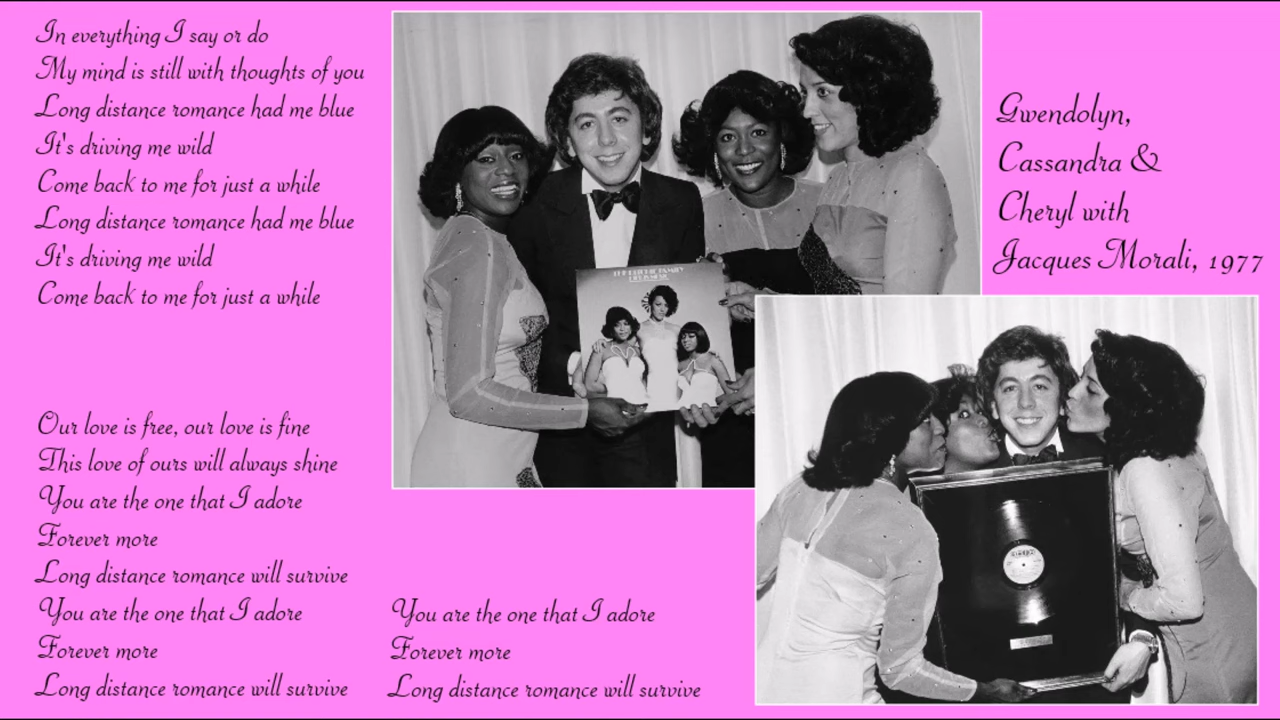 In everything I say or do
My mind is still with thoughts of you
Long distance romance had me blue
It's driving me wild
Come back to me for just a while
Long distance romance had me blue
It's driving me wild
Come back to me for just a while
Our love is free, our love is fine
This love of ours will always shine
You are the one that I adore
Forever more
Long distance romance will survive
You are the one that I adore
Forever more
Long distance romance will survive
You are the one that I adore
Forever more
Long distance romance will survive
Gwendolyn,
Cassandra &
Cheryl with
Jacques Morali, 1977
THE RITCHIE FAMILY